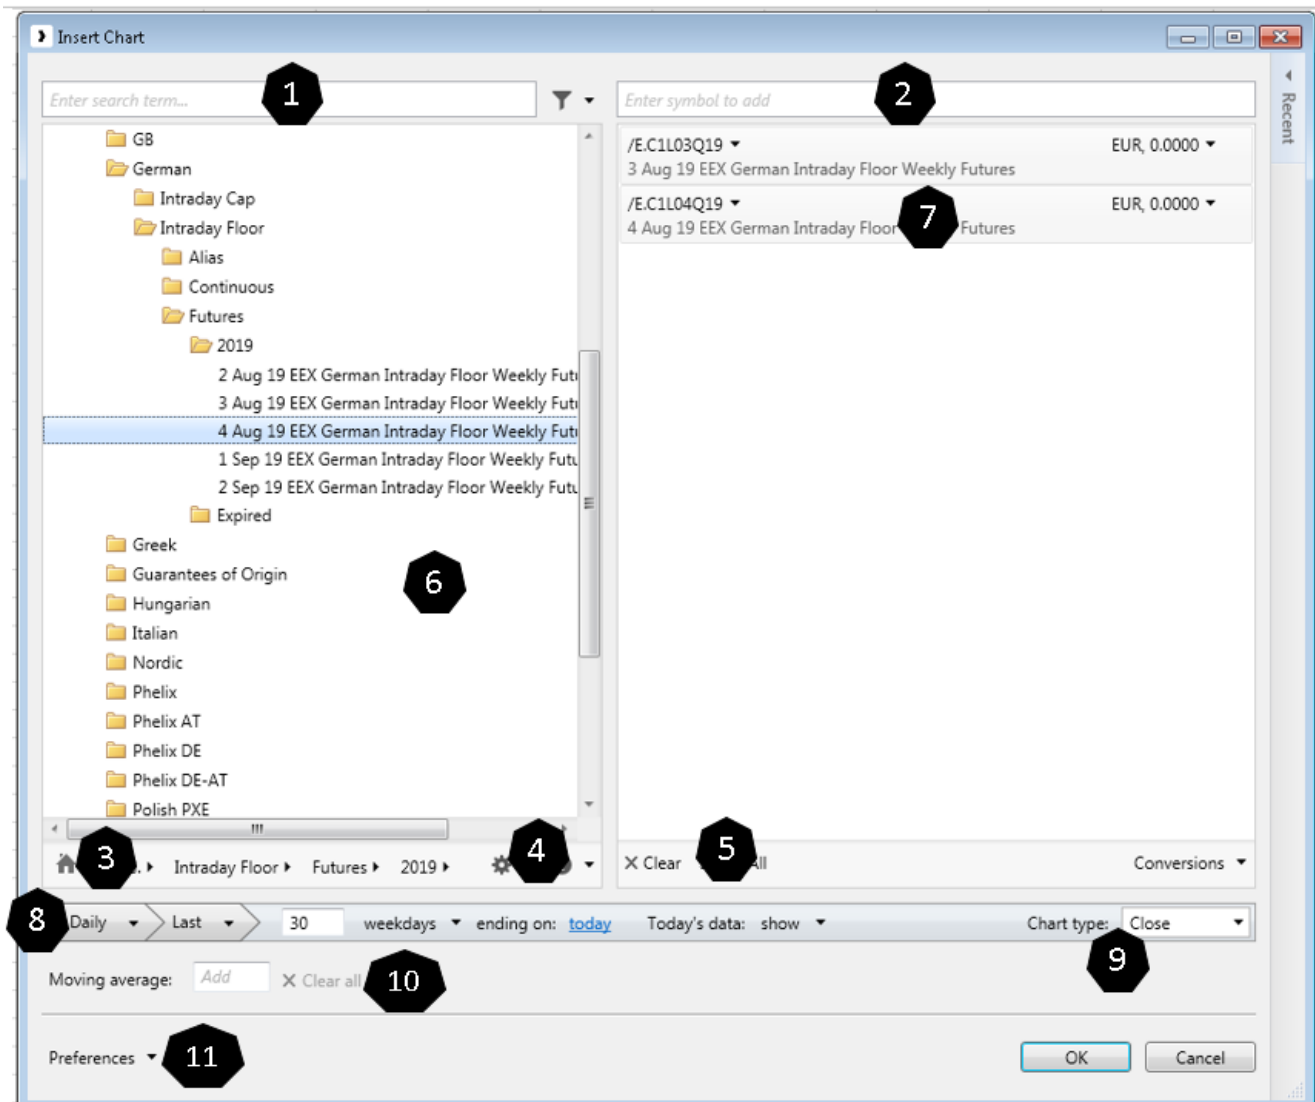 Insert Chart
Enter search term...
1
Enter symbol to add
2
Recent
GB
German
Intraday Cap
Intraday Floor
Alias
Continuous
Futures
2019
2 Aug 19 EEX German Intraday Floor Weekly Futu
3 Aug 19 EEX German Intraday Floor Weekly Futu
4 Aug 19 EEX German Intraday Floor Weekly Futu
1 Sep 19 EEX German Intraday Floor Weekly Futu
2 Sep 19 EEX German Intraday Floor Weekly Futu
Expired
Greek
Guarantees of Origin
6
Hungarian
Italian
Nordic
Phelix
Phelix AT
Phelix DE
Phelix DE-AT
Polish PXE
/E.C1L03Q19 EUR, 0.0000
3 Aug 19 EEX German Intraday Floor Weekly Futures
/E.C1L04Q19 EUR, 0.0000
7
4 Aug 19 EEX German Intraday Floor Futures
3 Intraday Floor Futures 2019 4
Clear 5 All Conversions
8 Daily Last 30 weekdays ending on: today Today's data: show Chart type: Close
9
Moving average: Add Clear all 10
Preferences 11 OK Cancel